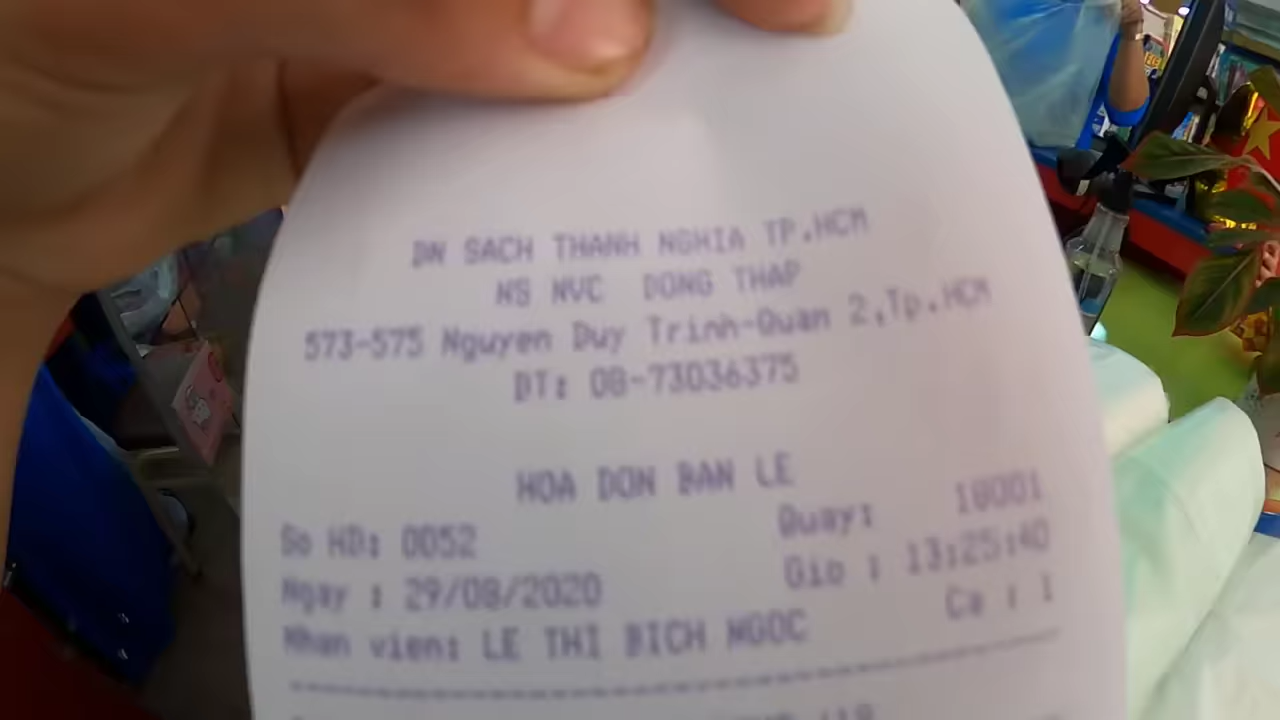 DN SACH THANH NGHIA TP.HCM
NS NVC DONG THAP
573-575 Nguyen Duy Trinh-Quan 2,Tp.HCM
DT: 08-73036375
HOA DON BAN LE
So HD: 0052 Quay: 18001
Ngay : 29/08/2020 Gio : 13:25:40
Nhan vien: LE THI BICH NGOC Ca : 1